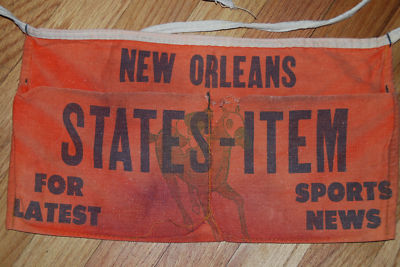 NEW ORLEANS
STATES-ITEM
FOR LATEST
SPORTS NEWS